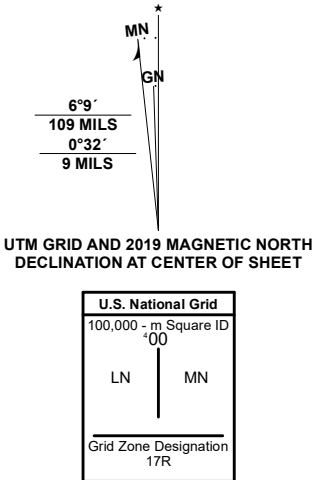 MN
GN
6°9´
109 MILS
0°32´
9 MILS
UTM GRID AND 2019 MAGNETIC NORTH
DECLINATION AT CENTER OF SHEET
U.S. National Grid
100,000 - m Square ID
⁴00
LN MN
Grid Zone Designation
17R